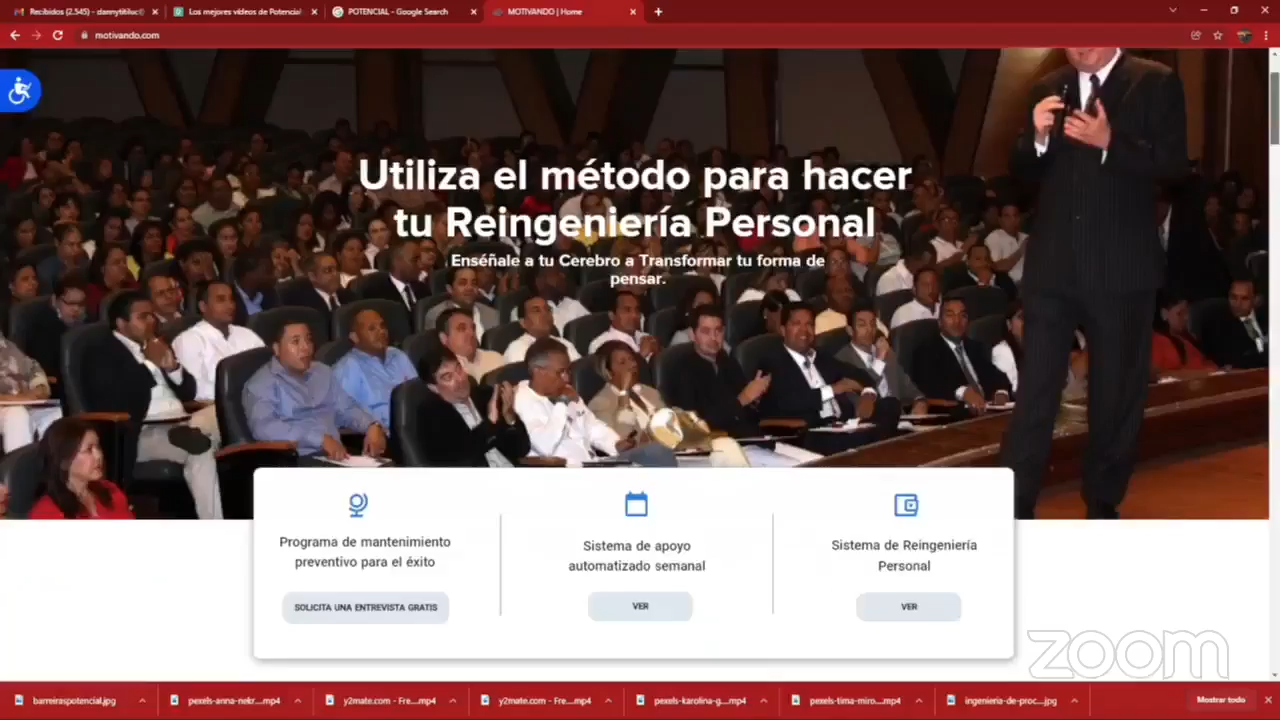 Recibidos (2.545) - dannytitiluc
Los mejores vídeos de Potencial
POTENCIAL - Google Search
MOTIVANDO | Home
motivando.com
Utiliza el método para hacer
tu Reingeniería Personal
Enséñale a tu Cerebro a Transformar tu forma de
pensar.
Programa de mantenimiento
preventivo para el éxito
SOLICITA UNA ENTREVISTA GRATIS
Sistema de apoyo
automatizado semanal
VER
Sistema de Reingeniería
Personal
VER
zoom
barreiraspotencial.jpg
pexels-anna-nekr....mp4
y2mate.com - Fre....mp4
y2mate.com - Fre....mp4
pexels-karolina-g....mp4
pexels-tima-miro....mp4
ingenieria-de-proc....jpg
Mostrar todo